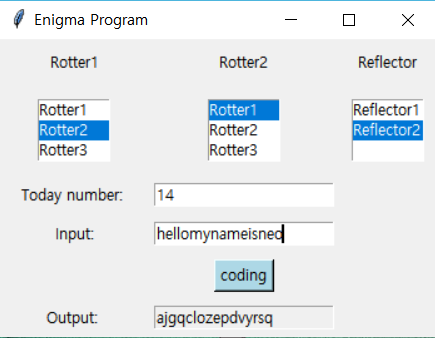 Enigma Program
Rotter1 Rotter2 Reflector
Rotter1 Rotter1 Reflector1
Rotter2 Rotter2 Reflector2
Rotter3 Rotter3
Today number: 14
Input: hellomynameisneo
coding
Output: ajgqclozepdvyrsq